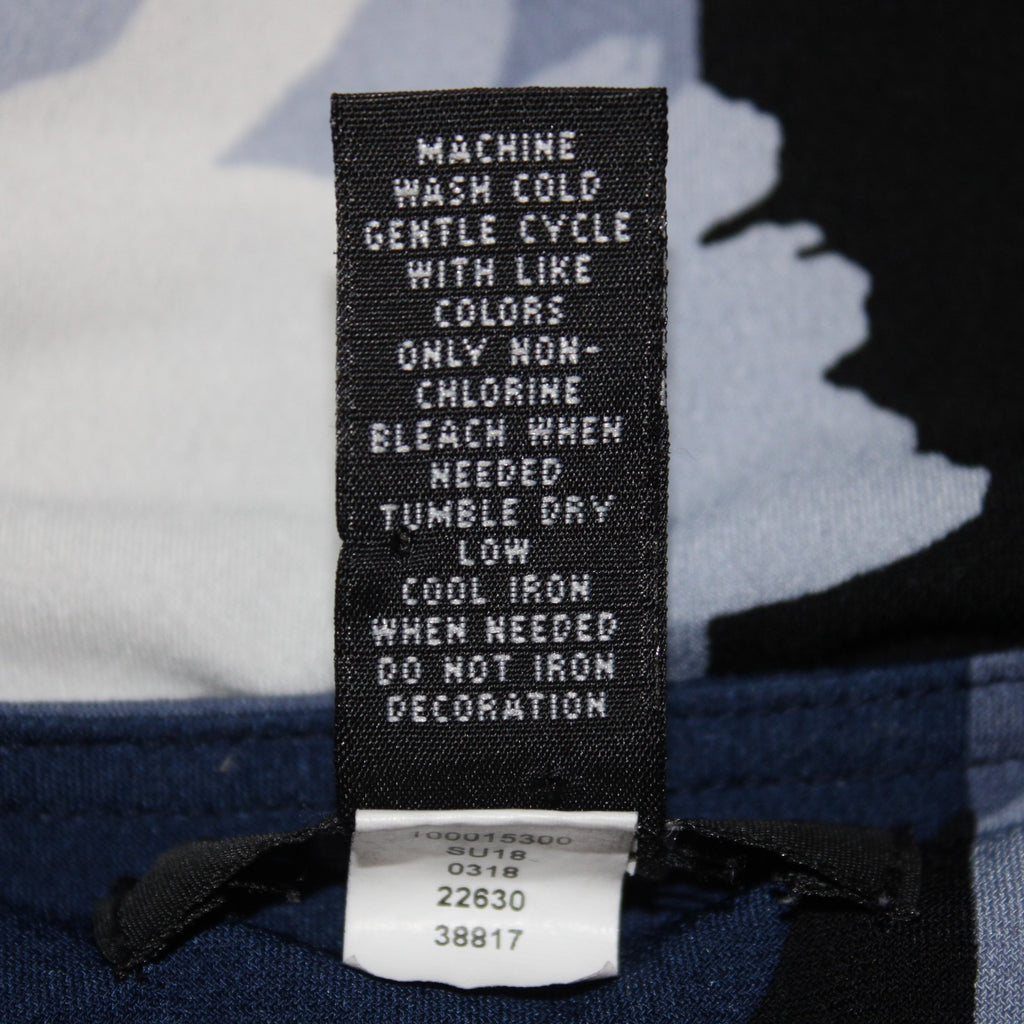 MACHINE
WASH COLD
GENTLE CYCLE
WITH LIKE
COLORS
ONLY NON-
CHLORINE
BLEACH WHEN
NEEDED
TUMBLE DRY
LOW
COOL IRON
WHEN NEEDED
DO NOT IRON
DECORATION
100015300
SU18
0318
22630
38817